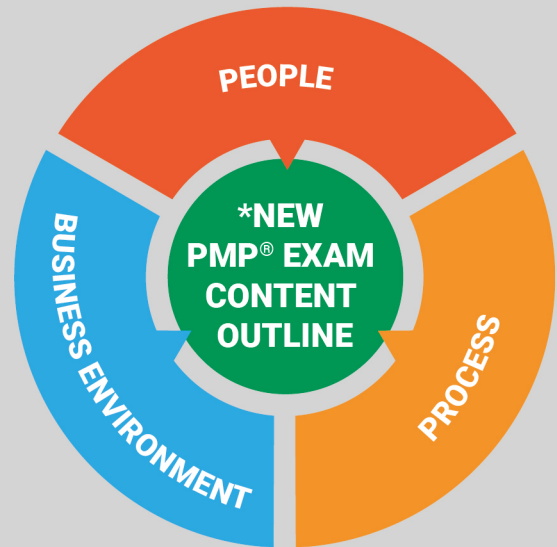 PEOPLE
*NEW
PMP® EXAM
CONTENT
OUTLINE
BUSINESS ENVIRONMENT
PROCESS